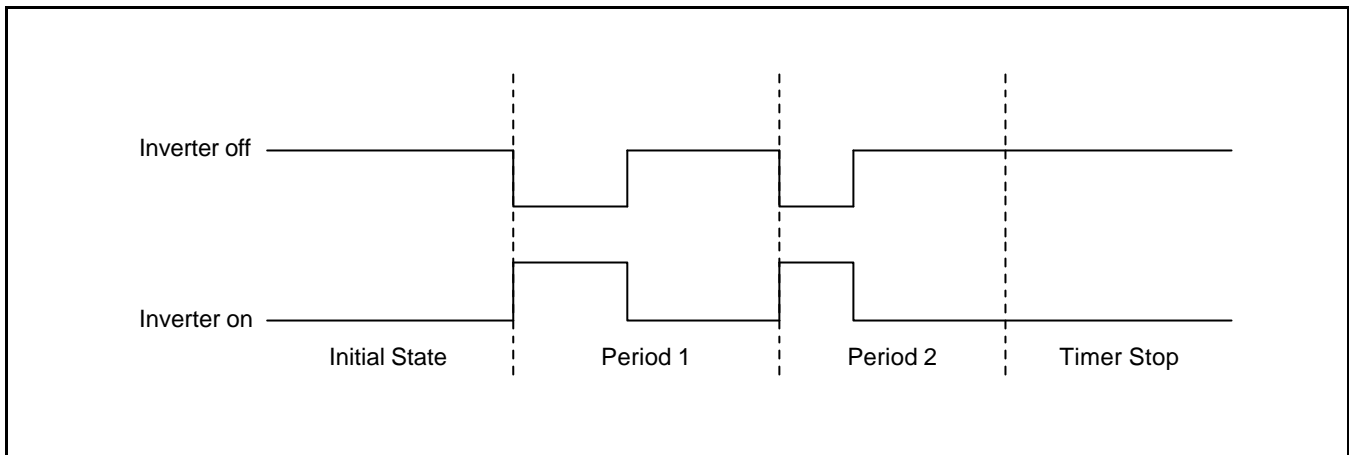 Inverter off
Inverter on
Initial State
Period 1
Period 2
Timer Stop